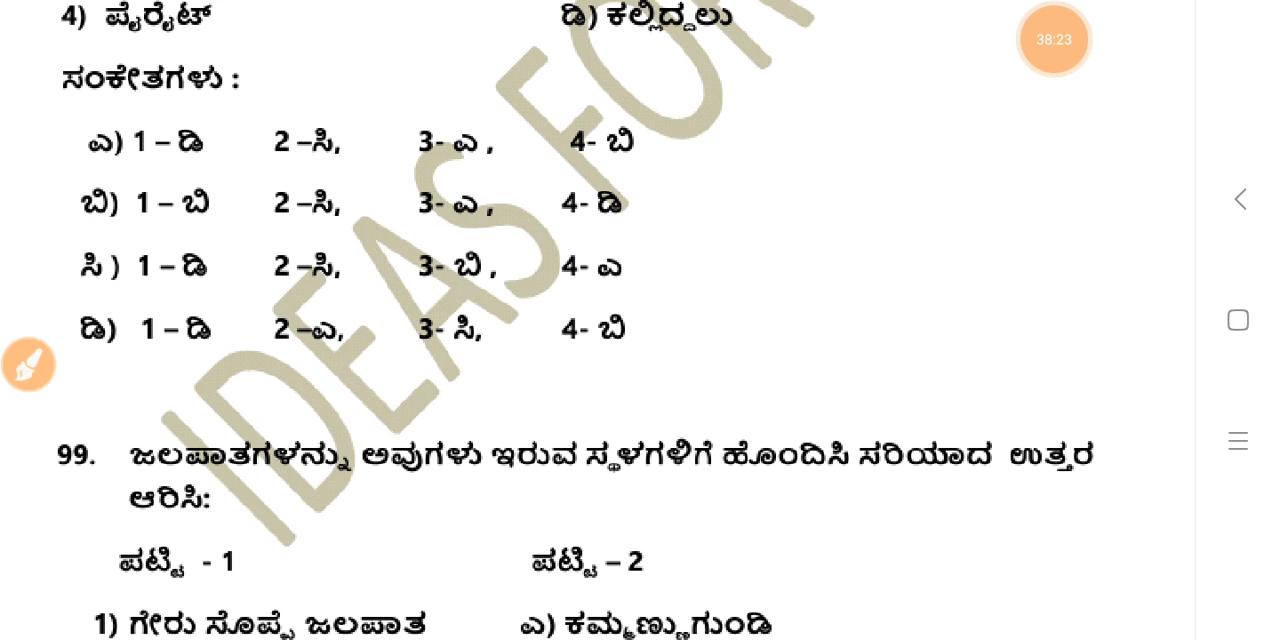 4) ಪೈರೈಟ್ ಡಿ) ಕಲ್ಲಿದ್ದಲು
38:23
ಸಂಕೇತಗಳು :
ಎ) 1 – ಡಿ 2 –ಸಿ, 3- ಎ , 4- ಬಿ
ಬಿ) 1 – ಬಿ 2 –ಸಿ, 3- ಎ , 4- ಡಿ
ಸಿ ) 1 – ಡಿ 2 –ಸಿ, 3- ಬಿ , 4- ಎ
ಡಿ) 1 – ಡಿ 2 –ಎ, 3- ಸಿ, 4- ಬಿ
IDEAS FOR
99. ಜಲಪಾತಗಳನ್ನು ಅವುಗಳು ಇರುವ ಸ್ಥಳಗಳಿಗೆ ಹೊಂದಿಸಿ ಸರಿಯಾದ ಉತ್ತರ
ಆರಿಸಿ:
ಪಟ್ಟಿ - 1 ಪಟ್ಟಿ – 2
1) ಗೇರು ಸೊಪ್ಪೆ ಜಲಪಾತ ಎ) ಕಮ್ಮಣ್ಣುಗುಂಡಿ